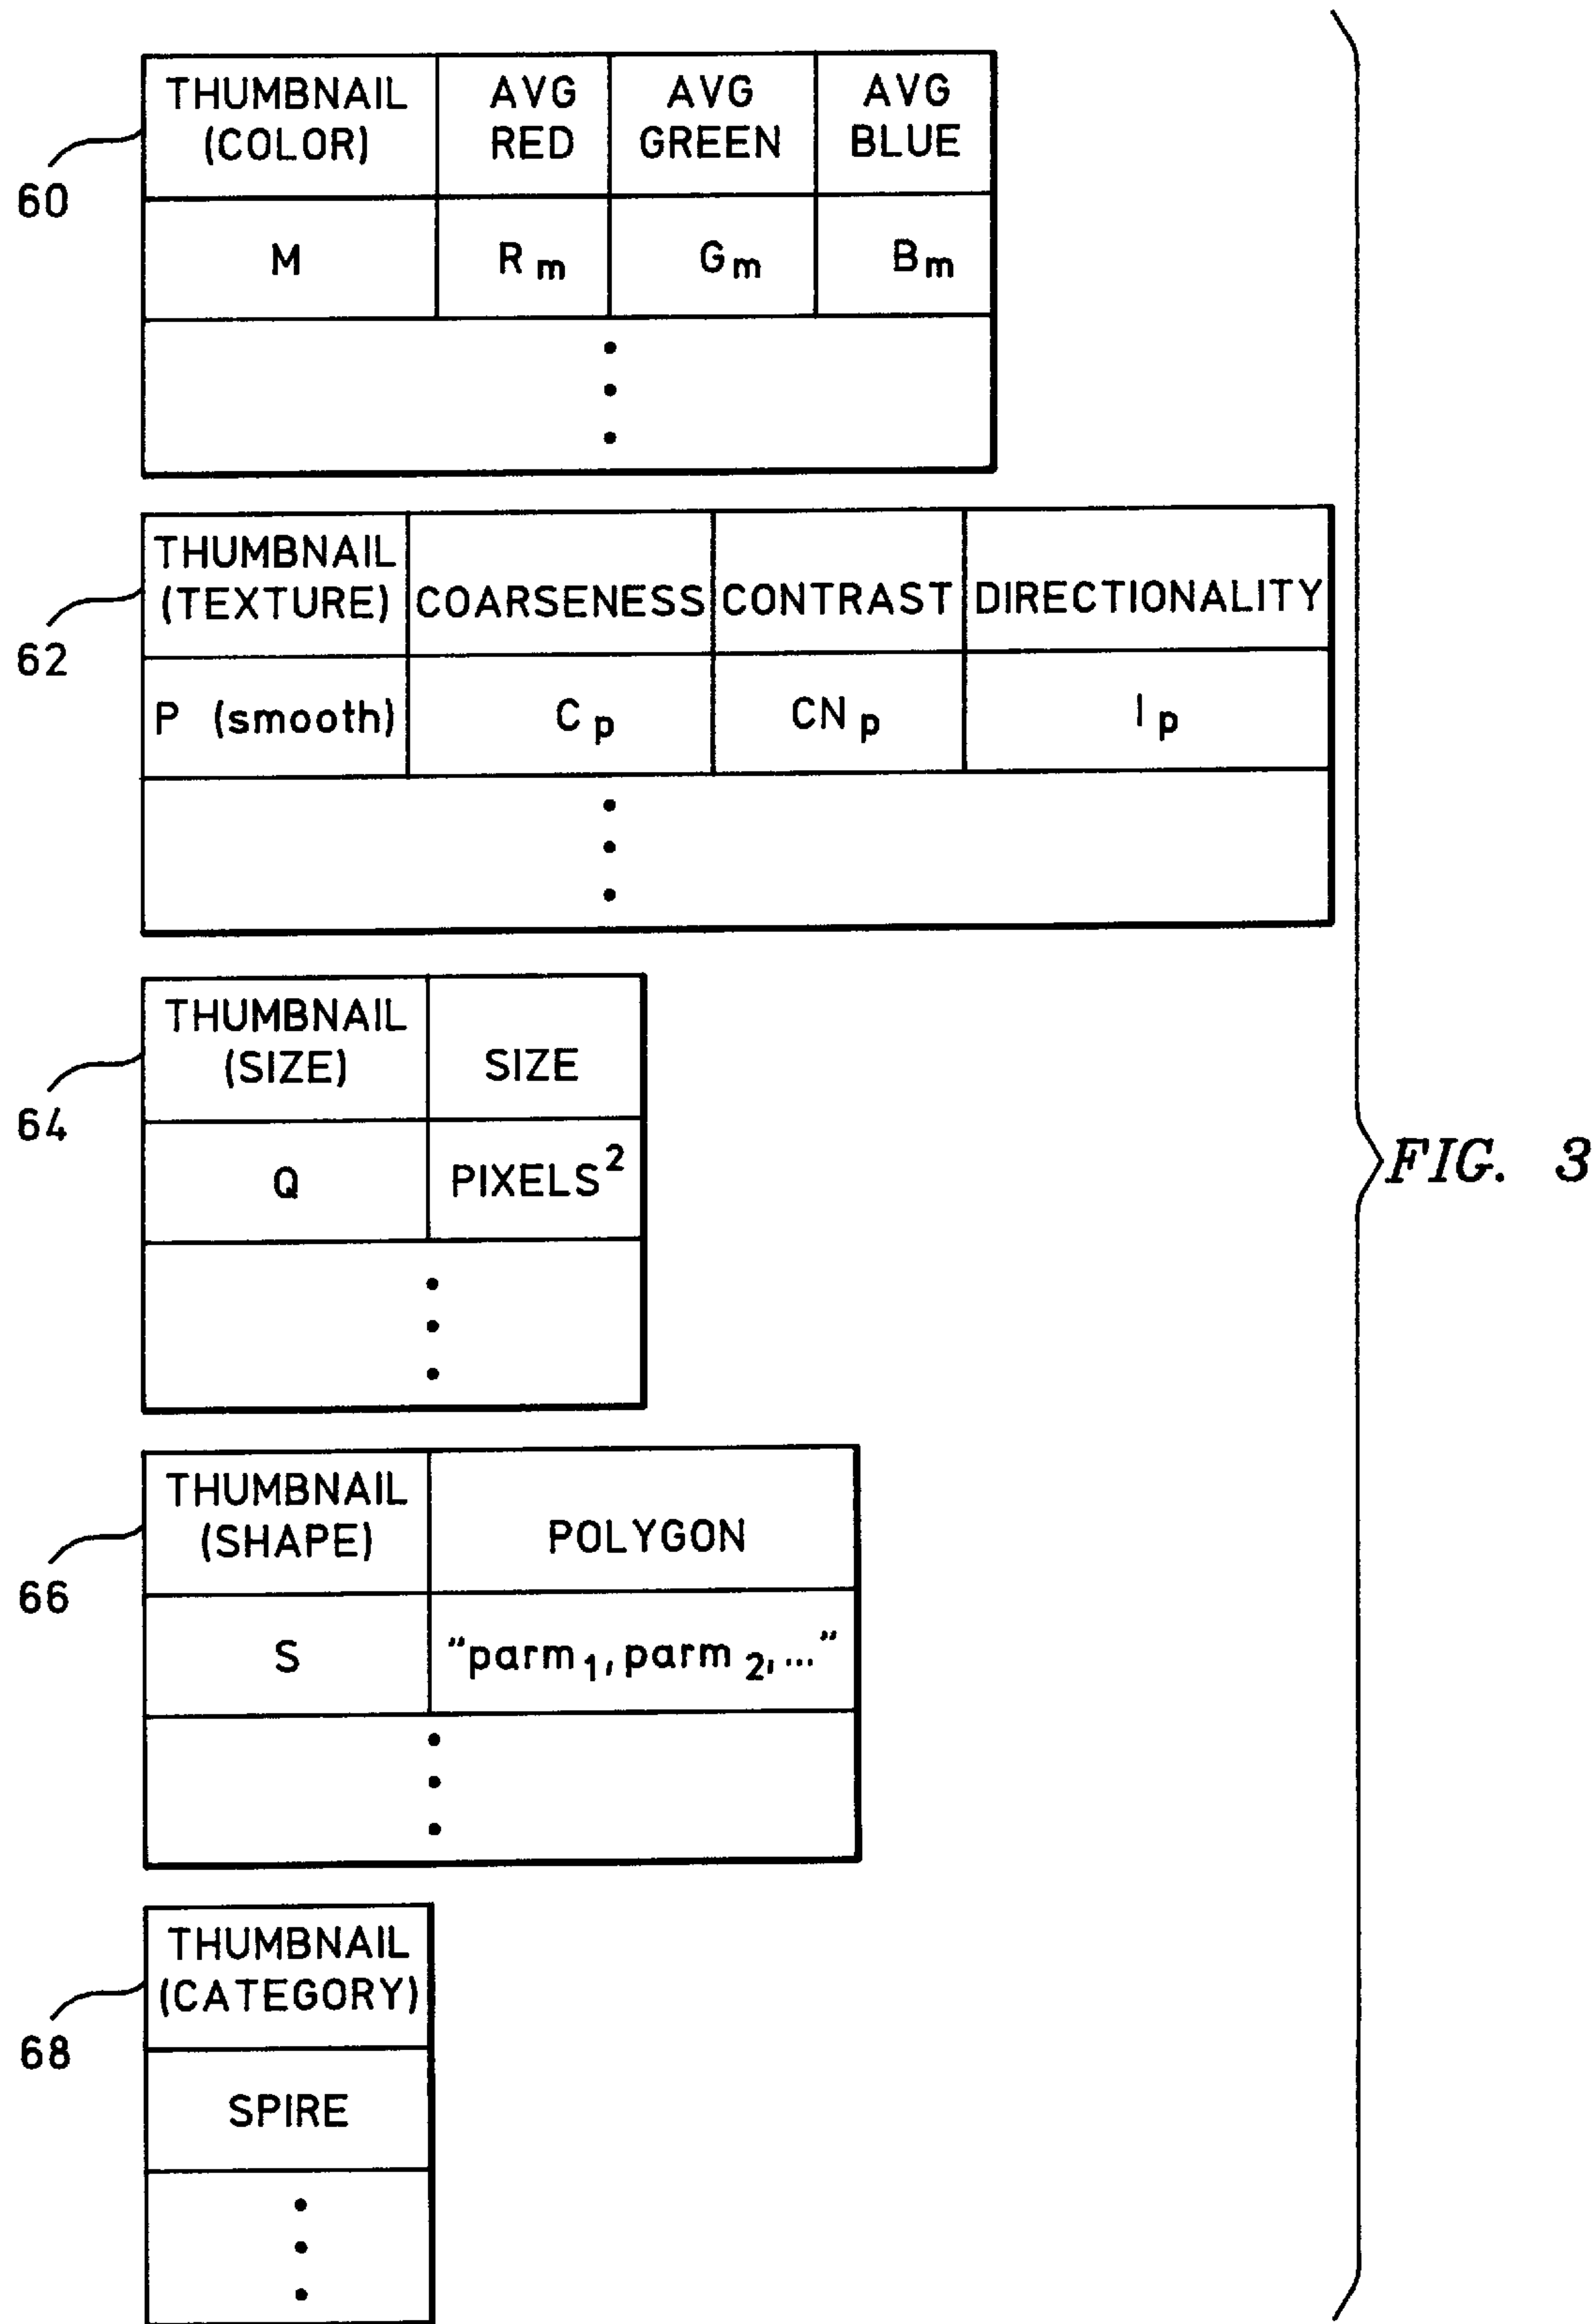 THUMBNAIL AVG AVG AVG
(COLOR) RED GREEN BLUE
60
M Rm Gm Bm
THUMBNAIL
(TEXTURE) COARSENESS CONTRAST DIRECTIONALITY
62
P (smooth) Cp CNp Ip
THUMBNAIL
(SIZE) SIZE
64
Q PIXELS²
FIG. 3
THUMBNAIL
(SHAPE) POLYGON
66
S "parm₁, parm₂, ..."
THUMBNAIL
(CATEGORY)
68
SPIRE